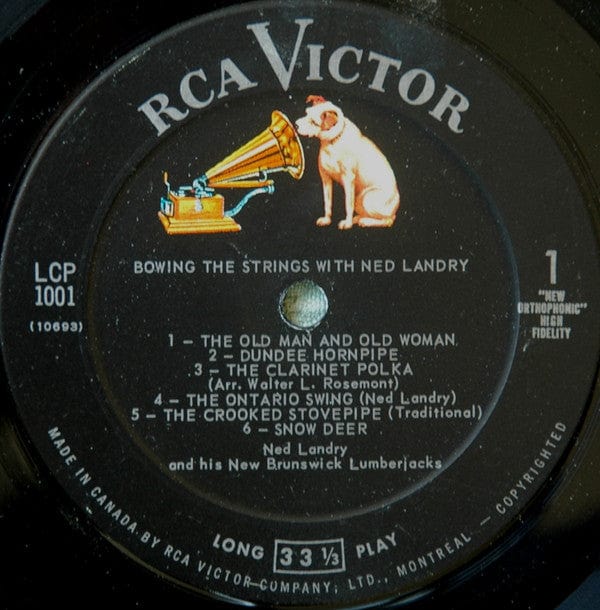 RCA VICTOR
BOWING THE STRINGS WITH NED LANDRY
LCP
1001
(10693)
1
"NEW
ORTHOPHONIC"
HIGH
FIDELITY
1 – THE OLD MAN AND OLD WOMAN
2 – DUNDEE HORNPIPE
3 – THE CLARINET POLKA
(Arr. Walter L. Rosemont)
4 – THE ONTARIO SWING (Ned Landry)
5 – THE CROOKED STOVEPIPE (Traditional)
6 – SNOW DEER
Ned Landry
and his New Brunswick Lumberjacks
LONG 33 1/3 PLAY
MADE IN CANADA BY RCA VICTOR COMPANY, LTD., MONTRÉAL — COPYRIGHTED